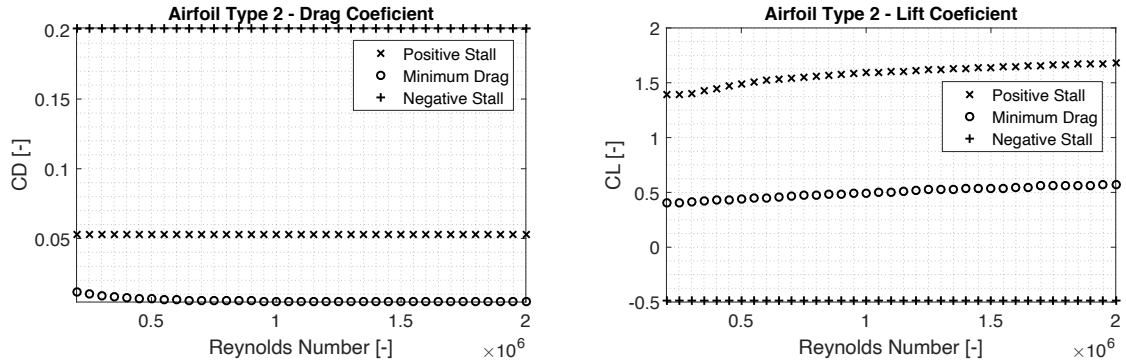 Airfoil Type 2 - Drag Coeficient
0.2
0.15
0.1
0.05
CD [-]
Positive Stall
Minimum Drag
Negative Stall
0.5
1
1.5
2
×10^6
Reynolds Number [-]
Airfoil Type 2 - Lift Coeficient
2
1.5
1
0.5
0
-0.5
CL [-]
Positive Stall
Minimum Drag
Negative Stall
0.5
1
1.5
2
×10^6
Reynolds Number [-]